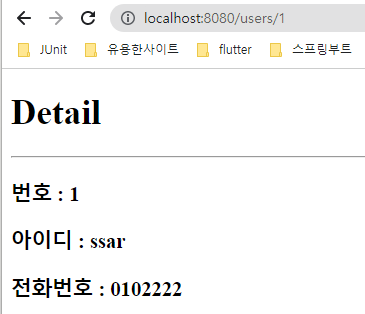 localhost:8080/users/1
JUnit 유용한사이트 flutter 스프링부트
Detail
번호 : 1
아이디 : ssar
전화번호 : 0102222